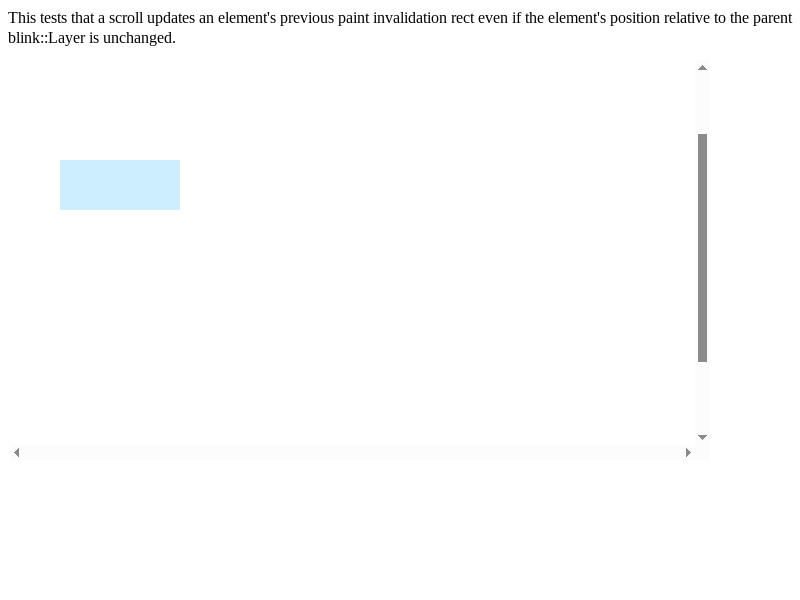 This tests that a scroll updates an element's previous paint invalidation rect even if the element's position relative to the parent
blink::Layer is unchanged.